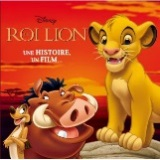 Disney
ROI LION
UNE HISTOIRE,
UN FILM